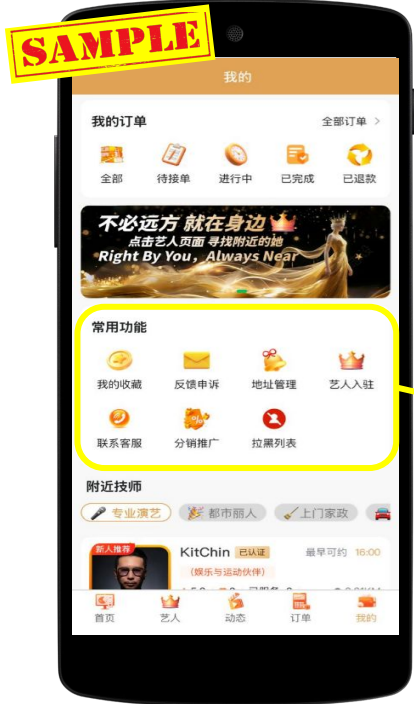 SAMPLE
我的
我的订单
全部订单 >
全部 待接单 进行中 已完成 已退款
不必远方 就在身边
点击艺人页面 寻找附近的她
Right By You，Always Near
常用功能
我的收藏 反馈申诉 地址管理 艺人入驻
联系客服 分销推广 拉黑列表
附近技师
专业演艺 都市丽人 上门家政
新人推荐
KitChin 已认证 最早可约 16:00
（娱乐与运动伙伴）
首页 艺人 动态 订单 我的